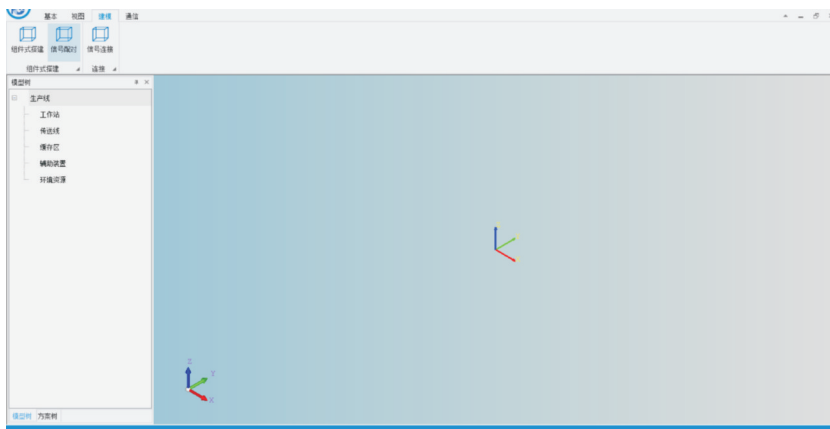 基本 视图 建模 通信
组件式搭建 信号配对 信号连接
组件式搭建 连接
模型树
生产线
工作站
传送线
缓存区
辅助装置
环境资源
Z
Y
X
模型树 方案树